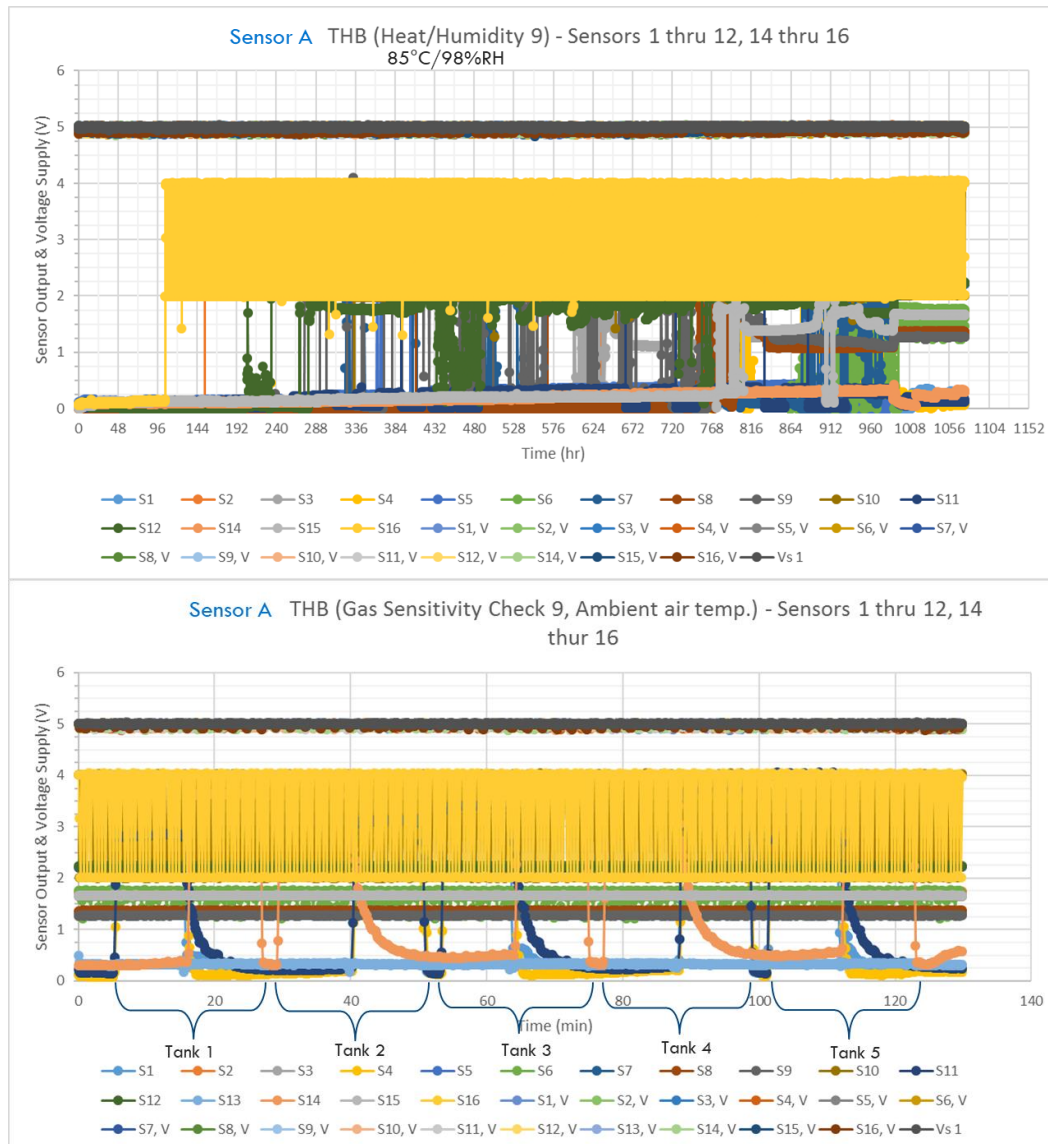 Sensor A THB (Heat/Humidity 9) - Sensors 1 thru 12, 14 thru 16
85°C/98%RH
6
5
4
3
2
1
0
Sensor Output & Voltage Supply (V)
0 48 96 144 192 240 288 336 384 432 480 528 576 624 672 720 768 816 864 912 960 1008 1056 1104 1152
Time (hr)
S1 S2 S3 S4 S5 S6 S7 S8 S9 S10 S11
S12 S14 S15 S16 S1, V S2, V S3, V S4, V S5, V S6, V S7, V
S8, V S9, V S10, V S11, V S12, V S14, V S15, V S16, V Vs 1
Sensor A THB (Gas Sensitivity Check 9, Ambient air temp.) - Sensors 1 thru 12, 14
thur 16
6
5
4
3
2
1
0
Sensor Output & Voltage Supply (V)
0 20 40 60 80 100 120 140
Time (min)
Tank 1 Tank 2 Tank 3 Tank 4 Tank 5
S1 S2 S3 S4 S5 S6 S7 S8 S9 S10 S11
S12 S13 S14 S15 S16 S1, V S2, V S3, V S4, V S5, V S6, V
S7, V S8, V S9, V S10, V S11, V S12, V S13, V S14, V S15, V S16, V Vs 1